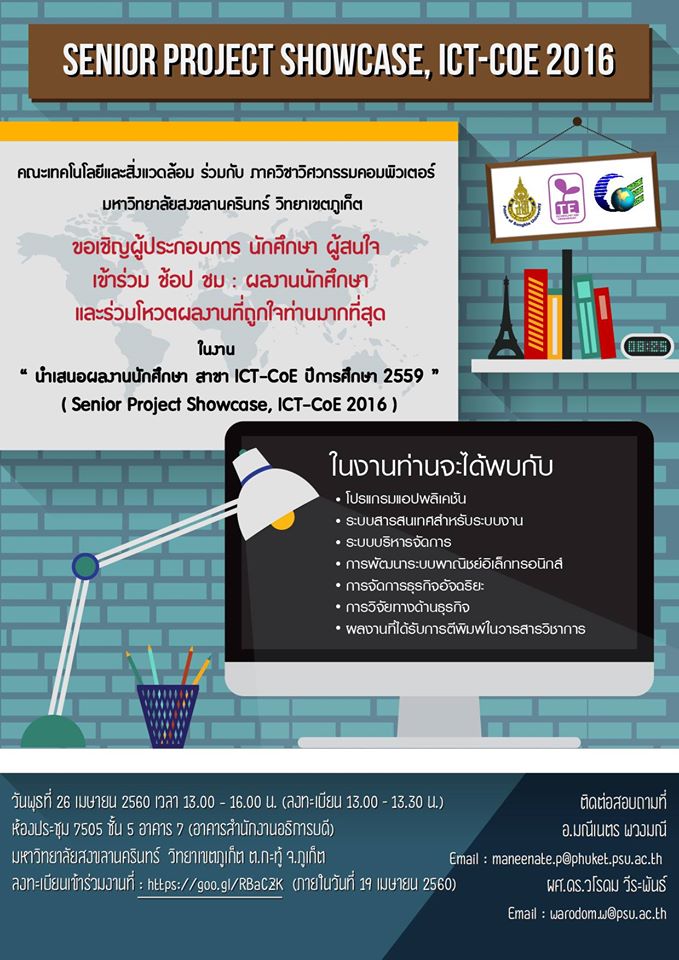 SENIOR PROJECT SHOWCASE, ICT-COE 2016
คณะเทคโนโลยีและสิ่งแวดล้อม ร่วมกับ ภาควิชาวิศวกรรมคอมพิวเตอร์
มหาวิทยาลัยสงขลานครินทร์ วิทยาเขตภูเก็ต
ขอเชิญผู้ประกอบการ นักศึกษา ผู้สนใจ
เข้าร่วม ช้อป ชม : ผลงานนักศึกษา
และร่วมโหวตผลงานที่ถูกใจท่านมากที่สุด
ในงาน
“ นำเสนอผลงานนักศึกษา สาขา ICT-CoE ปีการศึกษา 2559 ”
( Senior Project Showcase, ICT-CoE 2016 )
Prince of Songkla University
TE
08:25
ในงานท่านจะได้พบกับ
• โปรแกรมแอปพลิเคชัน
• ระบบสารสนเทศสำหรับระบบงาน
• ระบบบริหารจัดการ
• การพัฒนาระบบพาณิชย์อิเล็กทรอนิกส์
• การจัดการธุรกิจอัจฉริยะ
• การวิจัยทางด้านธุรกิจ
• ผลงานที่ได้รับการตีพิมพ์ในวารสารวิชาการ
วันพุธที่ 26 เมษายน 2560 เวลา 13.00 - 16.00 น. (ลงทะเบียน 13.00 - 13.30 น.)
ห้องประชุม 7505 ชั้น 5 อาคาร 7 (อาคารสำนักงานอธิการบดี)
มหาวิทยาลัยสงขลานครินทร์ วิทยาเขตภูเก็ต ต.กะทู้ จ.ภูเก็ต
ลงทะเบียนเข้าร่วมงานที่ : https://goo.gl/RBaC2K (ภายในวันที่ 19 เมษายน 2560)
ติดต่อสอบถามที่
อ.มณีเนตร พวงมณี
Email : maneenate.p@phuket.psu.ac.th
ผศ.ดร.วโรดม วีระพันธ์
Email : warodom.w@psu.ac.th